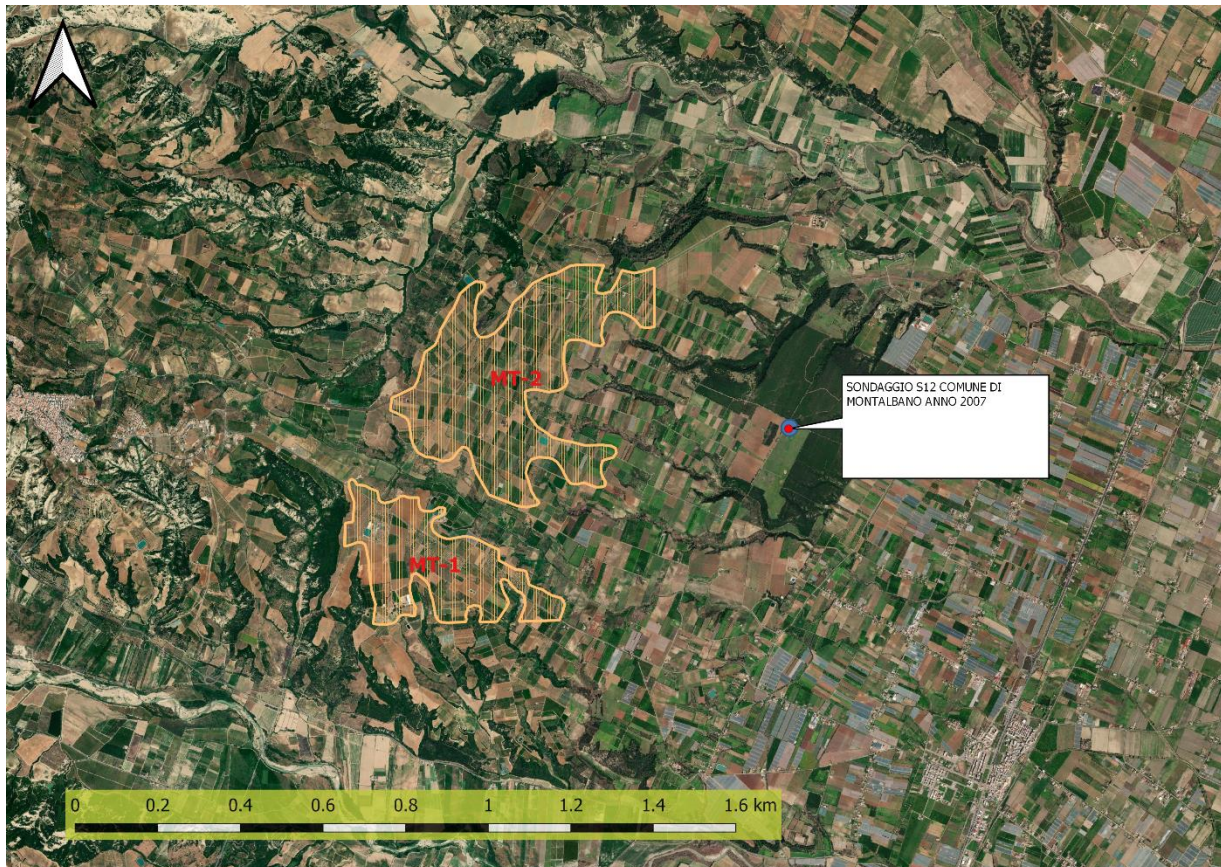 MT-2
SONDAGGIO S12 COMUNE DI
MONTALBANO ANNO 2007
MT-1
0 0.2 0.4 0.6 0.8 1 1.2 1.4 1.6 km